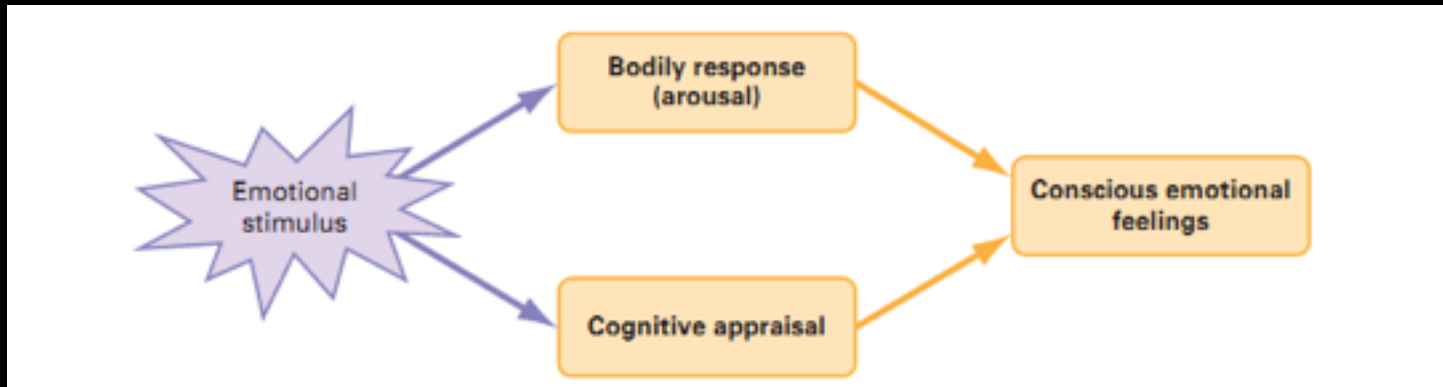 Bodily response
(arousal)
Emotional
stimulus
Conscious emotional
feelings
Cognitive appraisal